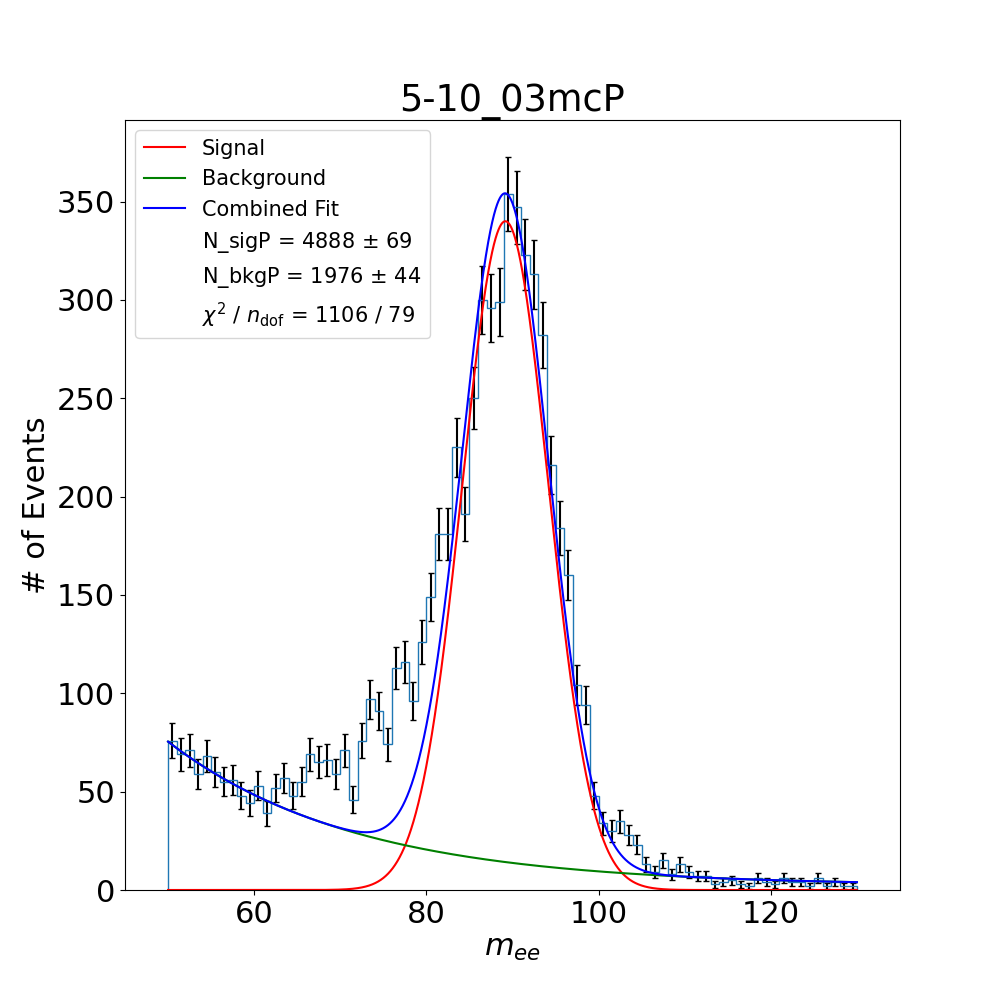 5-10_03mcP
Signal
Background
Combined Fit
N_sigP = 4888 ± 69
N_bkgP = 1976 ± 44
χ² / n_dof = 1106 / 79
# of Events
350
300
250
200
150
100
50
0
60 80 100 120
m_ee